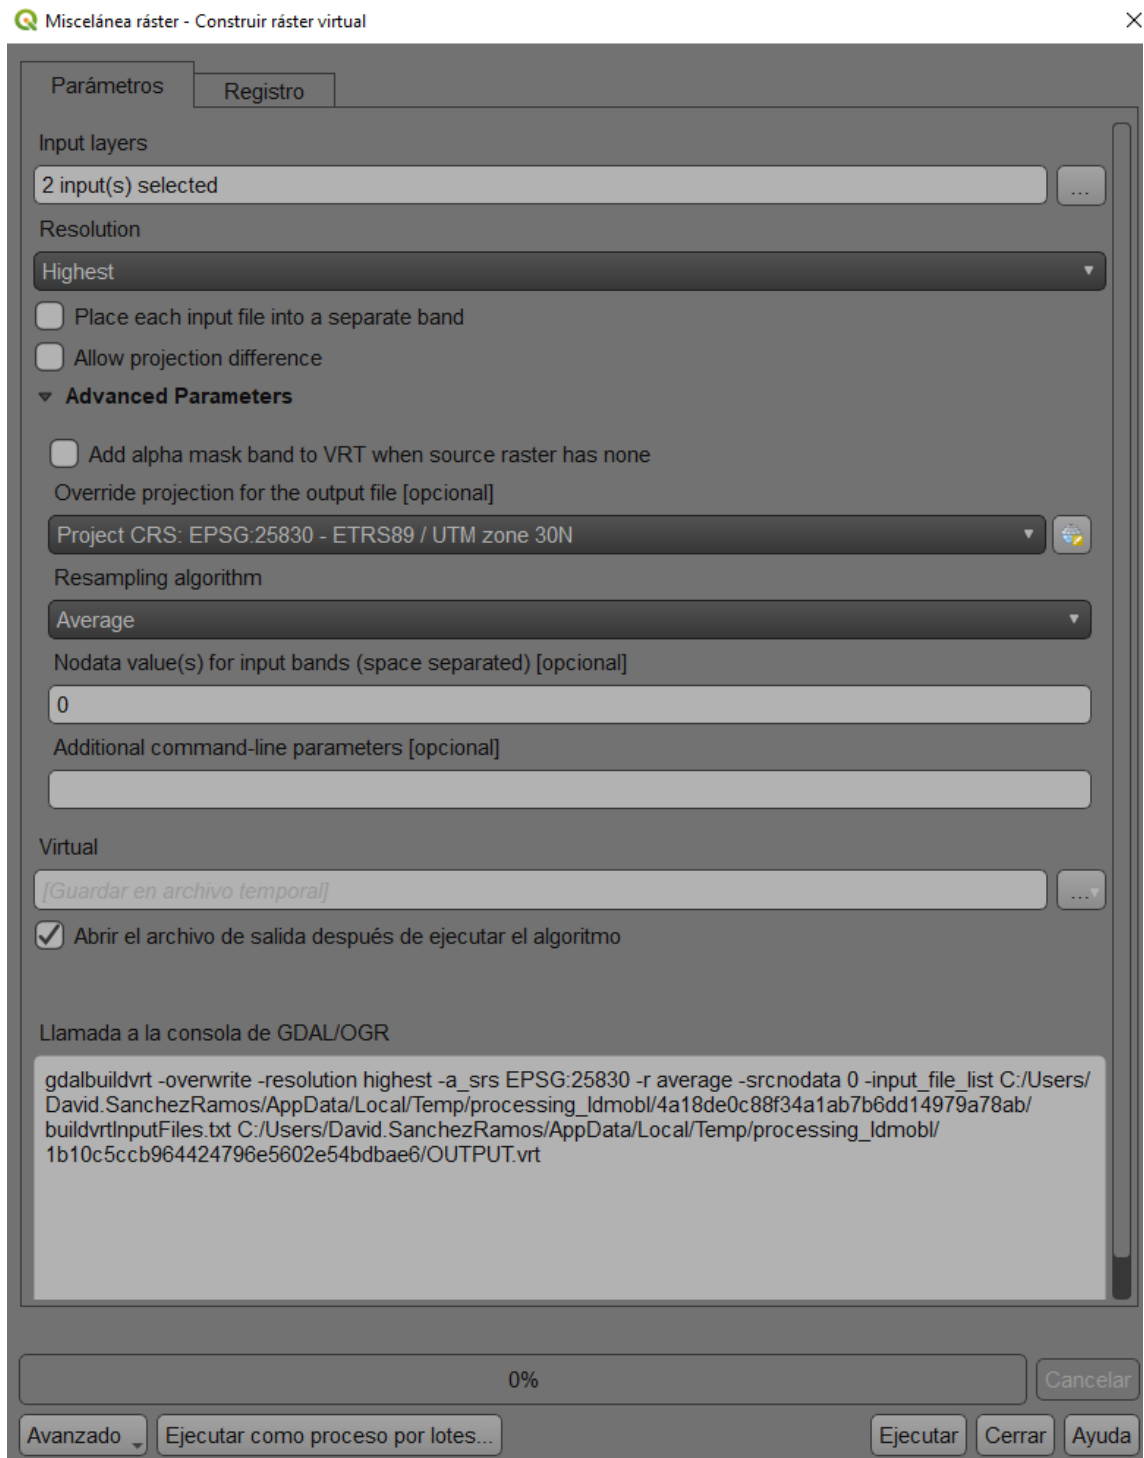 Miscelánea ráster - Construir ráster virtual
Parámetros
Registro
Input layers
2 input(s) selected
...
Resolution
Highest
Place each input file into a separate band
Allow projection difference
Advanced Parameters
Add alpha mask band to VRT when source raster has none
Override projection for the output file [opcional]
Project CRS: EPSG:25830 - ETRS89 / UTM zone 30N
Resampling algorithm
Average
Nodata value(s) for input bands (space separated) [opcional]
0
Additional command-line parameters [opcional]
Virtual
[Guardar en archivo temporal]
...
Abrir el archivo de salida después de ejecutar el algoritmo
Llamada a la consola de GDAL/OGR
gdalbuildvrt -overwrite -resolution highest -a_srs EPSG:25830 -r average -srcnodata 0 -input_file_list C:/Users/
David.SanchezRamos/AppData/Local/Temp/processing_ldmobl/4a18de0c88f34a1ab7b6dd14979a78ab/
buildvrtInputFiles.txt C:/Users/David.SanchezRamos/AppData/Local/Temp/processing_ldmobl/
1b10c5ccb964424796e5602e54bdbae6/OUTPUT.vrt
0%
Cancelar
Avanzado
Ejecutar como proceso por lotes...
Ejecutar
Cerrar
Ayuda